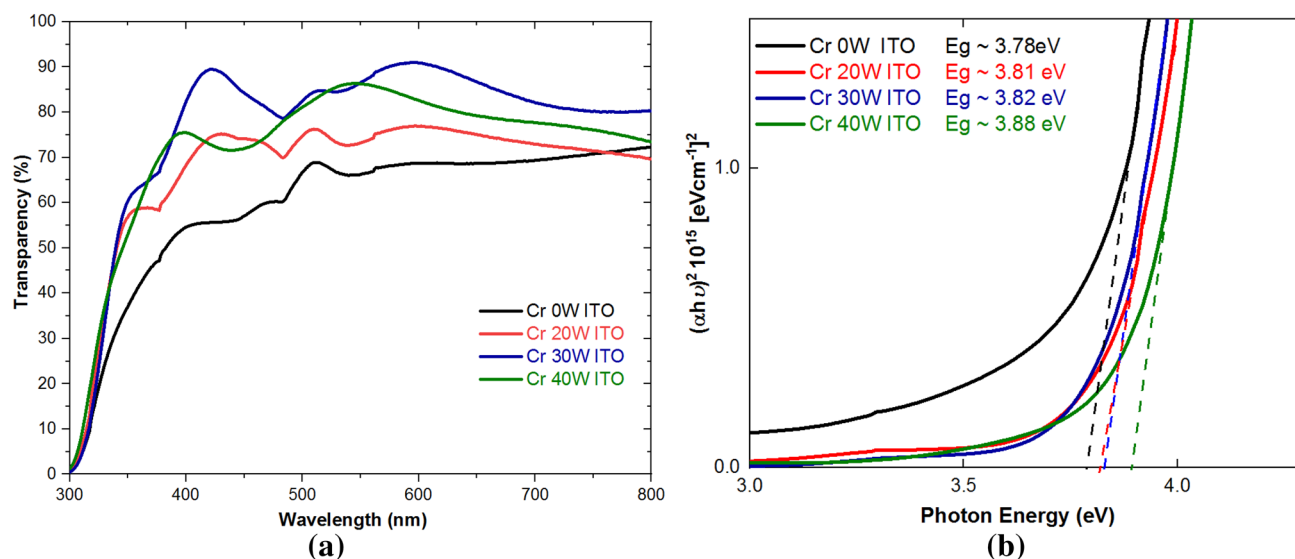 100
90
80
70
60
50
40
30
20
10
0
Transparency (%)
300
400
500
600
700
800
Wavelength (nm)
Cr 0W ITO
Cr 20W ITO
Cr 30W ITO
Cr 40W ITO
(a)
Cr 0W ITO Eg ~ 3.78eV
Cr 20W ITO Eg ~ 3.81 eV
Cr 30W ITO Eg ~ 3.82 eV
Cr 40W ITO Eg ~ 3.88 eV
1.0
0.0
(αh υ)² 10¹⁵ [eVcm⁻¹]²
3.0
3.5
4.0
Photon Energy (eV)
(b)